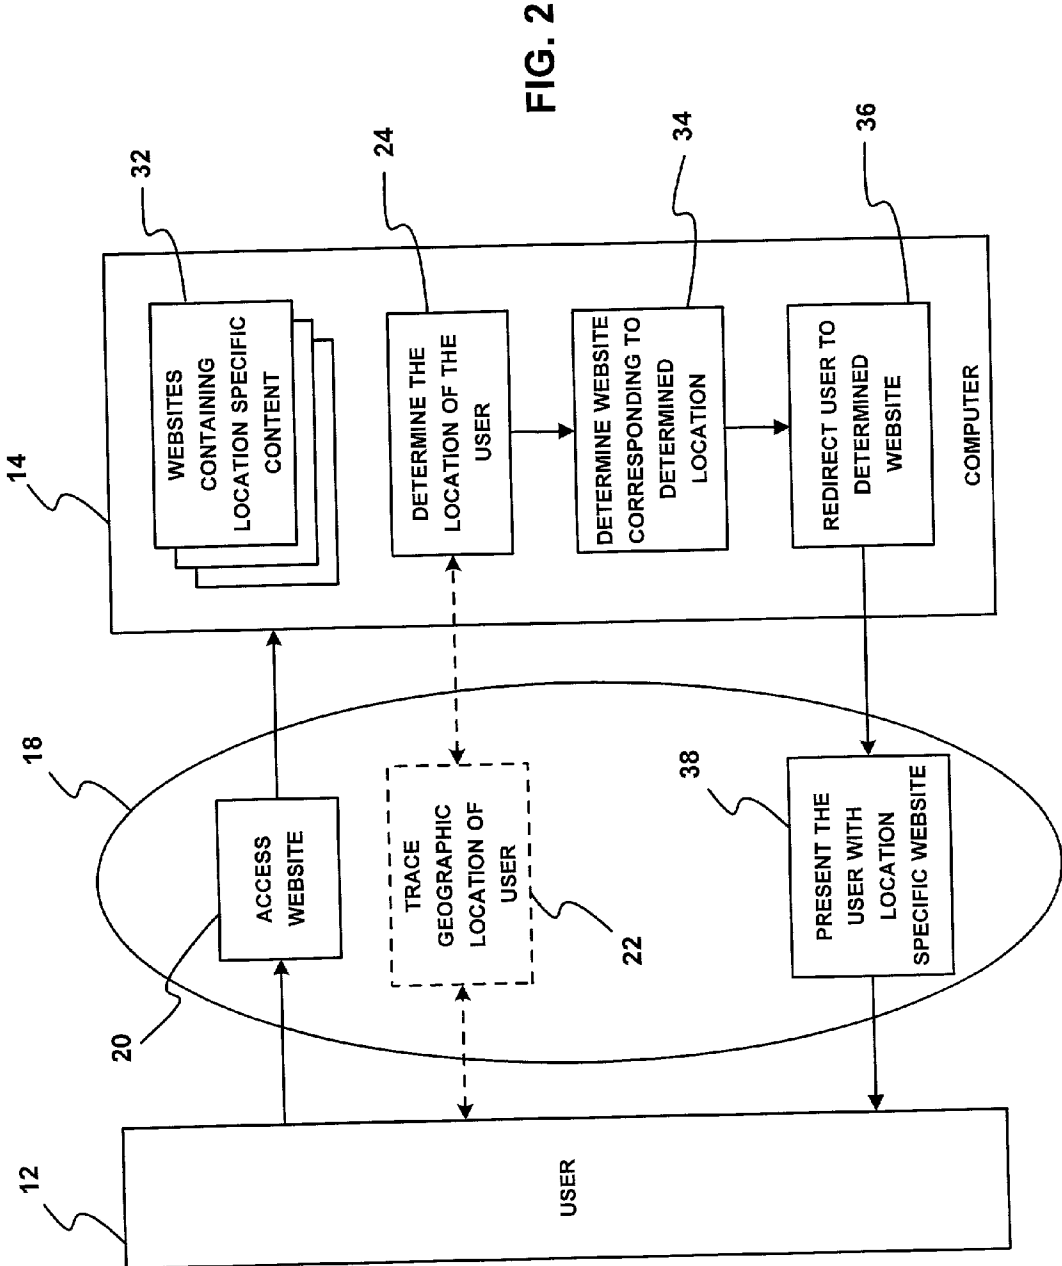 14
32
WEBSITES
CONTAINING
LOCATION SPECIFIC
CONTENT
24
DETERMINE THE
LOCATION OF THE
USER
34
DETERMINE WEBSITE
CORRESPONDING TO
DETERMINED
LOCATION
36
REDIRECT USER TO
DETERMINED
WEBSITE
COMPUTER
18
20
ACCESS
WEBSITE
TRACE
GEOGRAPHIC
LOCATION OF
USER
22
38
PRESENT THE
USER WITH
LOCATION
SPECIFIC WEBSITE
12
USER
FIG. 2